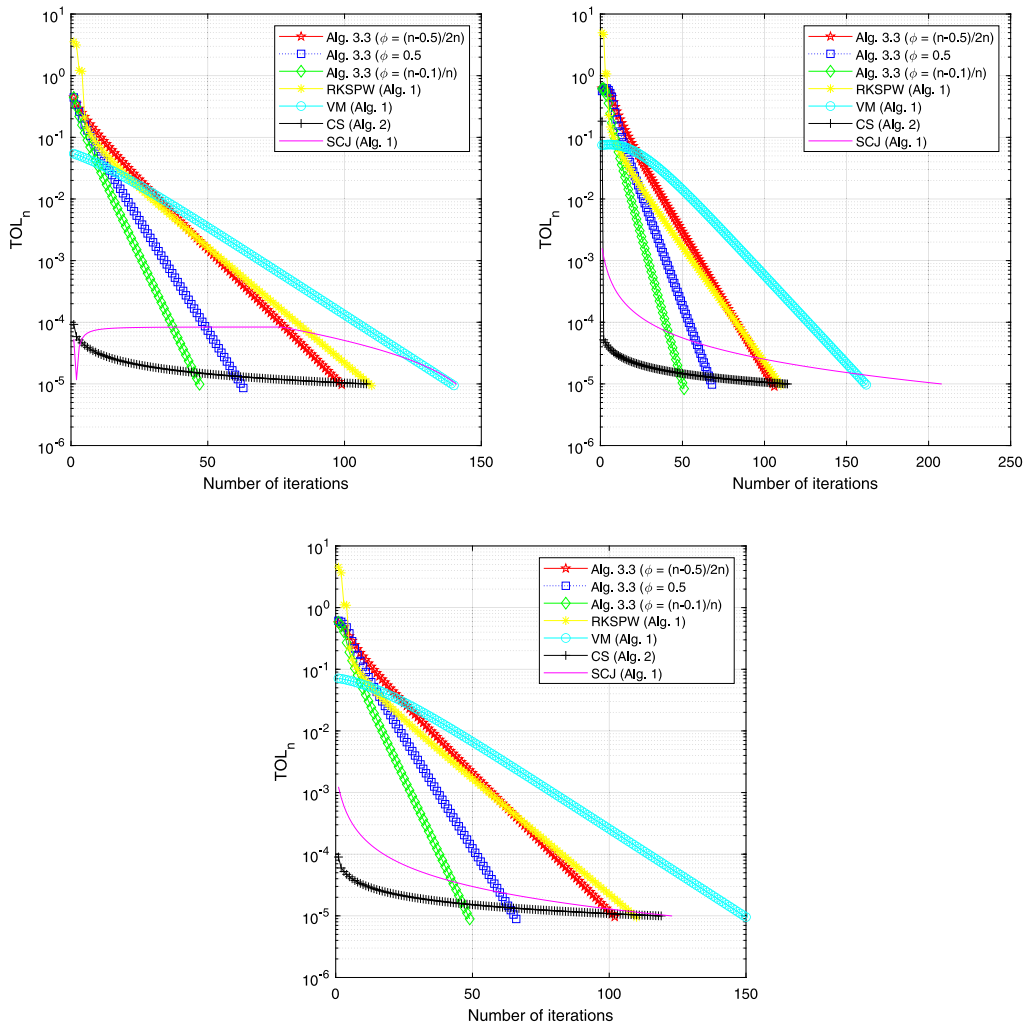 10^1
10^0
10^-1
10^-2
10^-3
10^-4
10^-5
10^-6
TOL_n
0 50 100 150
Number of iterations
Alg. 3.3 (ϕ = (n-0.5)/2n)
Alg. 3.3 (ϕ = 0.5
Alg. 3.3 (ϕ = (n-0.1)/n)
RKSPW (Alg. 1)
VM (Alg. 1)
CS (Alg. 2)
SCJ (Alg. 1)
10^1
10^0
10^-1
10^-2
10^-3
10^-4
10^-5
10^-6
TOL_n
0 50 100 150 200 250
Number of iterations
Alg. 3.3 (ϕ = (n-0.5)/2n)
Alg. 3.3 (ϕ = 0.5
Alg. 3.3 (ϕ = (n-0.1)/n)
RKSPW (Alg. 1)
VM (Alg. 1)
CS (Alg. 2)
SCJ (Alg. 1)
10^1
10^0
10^-1
10^-2
10^-3
10^-4
10^-5
10^-6
TOL_n
0 50 100 150
Number of iterations
Alg. 3.3 (ϕ = (n-0.5)/2n)
Alg. 3.3 (ϕ = 0.5
Alg. 3.3 (ϕ = (n-0.1)/n)
RKSPW (Alg. 1)
VM (Alg. 1)
CS (Alg. 2)
SCJ (Alg. 1)